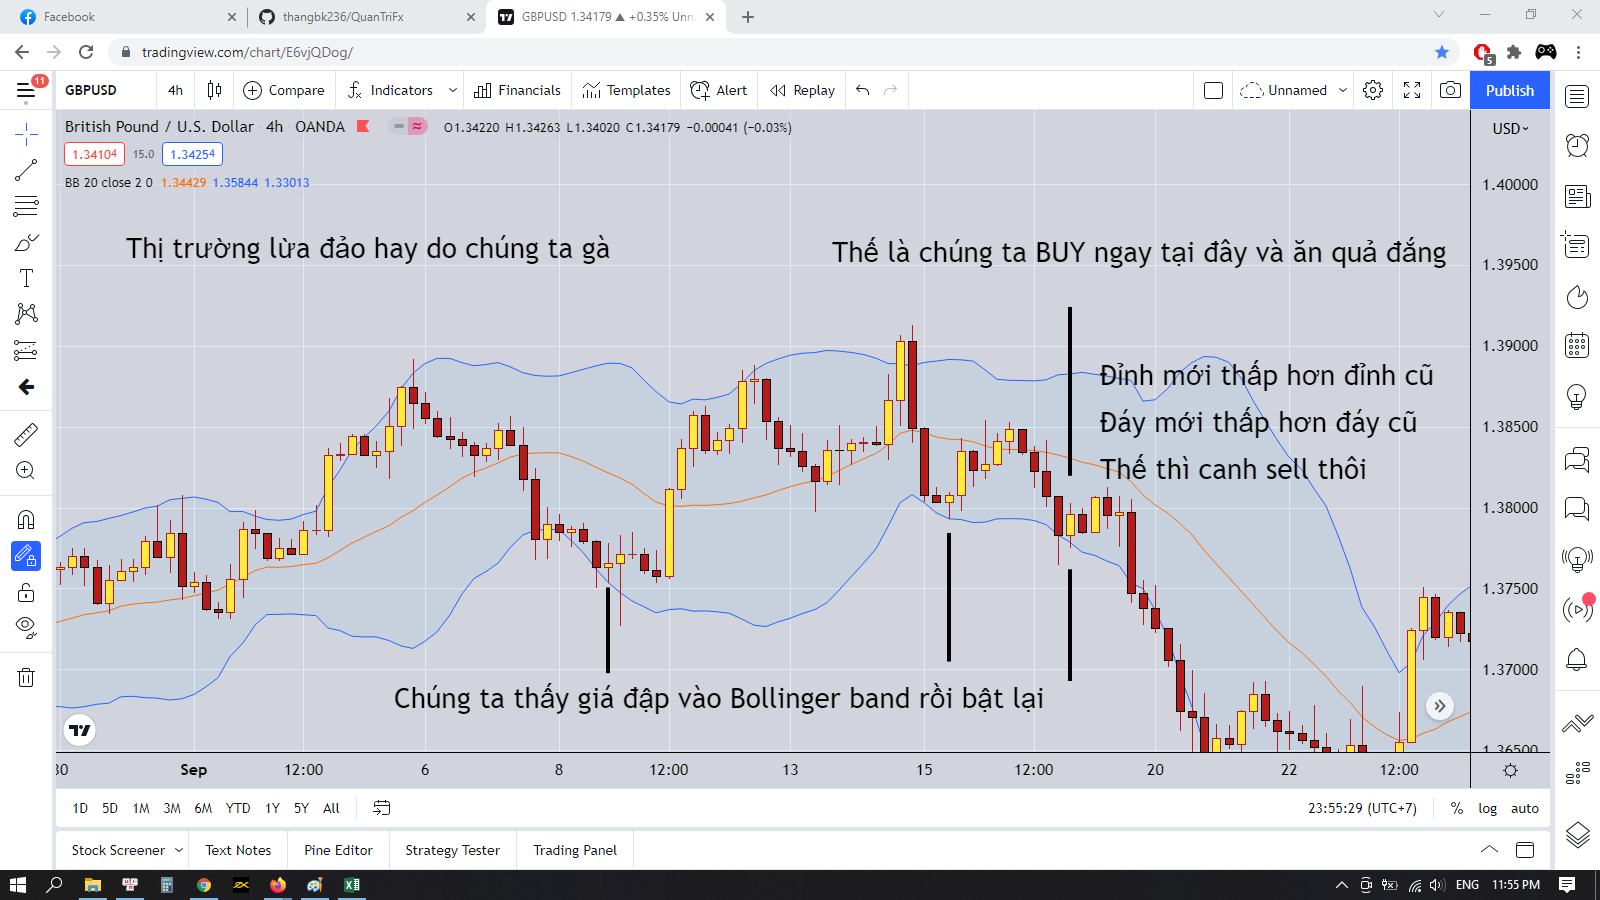 Facebook
thangbk236/QuanTriFx
GBPUSD 1.34179 ▲ +0.35% Unn
tradingview.com/chart/E6vjQDog/
5
11
GBPUSD 4h Compare Indicators Financials Templates Alert Replay Unnamed Publish
British Pound / U.S. Dollar 4h OANDA O1.34220 H1.34263 L1.34020 C1.34179 −0.00041 (−0.03%)
USD
1.34104 15.0 1.34254
BB 20 close 2 0 1.34429 1.35844 1.33013
1.40000
1.39500
1.39000
1.38500
1.38000
1.37500
1.37000
1.36500
Thị trường lừa đảo hay do chúng ta gà
Thế là chúng ta BUY ngay tại đây và ăn quả đắng
Đỉnh mới thấp hơn đỉnh cũ
Đáy mới thấp hơn đáy cũ
Thế thì canh sell thôi
Chúng ta thấy giá đập vào Bollinger band rồi bật lại
30 Sep 12:00 6 8 12:00 13 15 12:00 20 22 12:00
1D 5D 1M 3M 6M YTD 1Y 5Y All
23:55:29 (UTC+7) % log auto
Stock Screener Text Notes Pine Editor Strategy Tester Trading Panel
ENG 11:55 PM